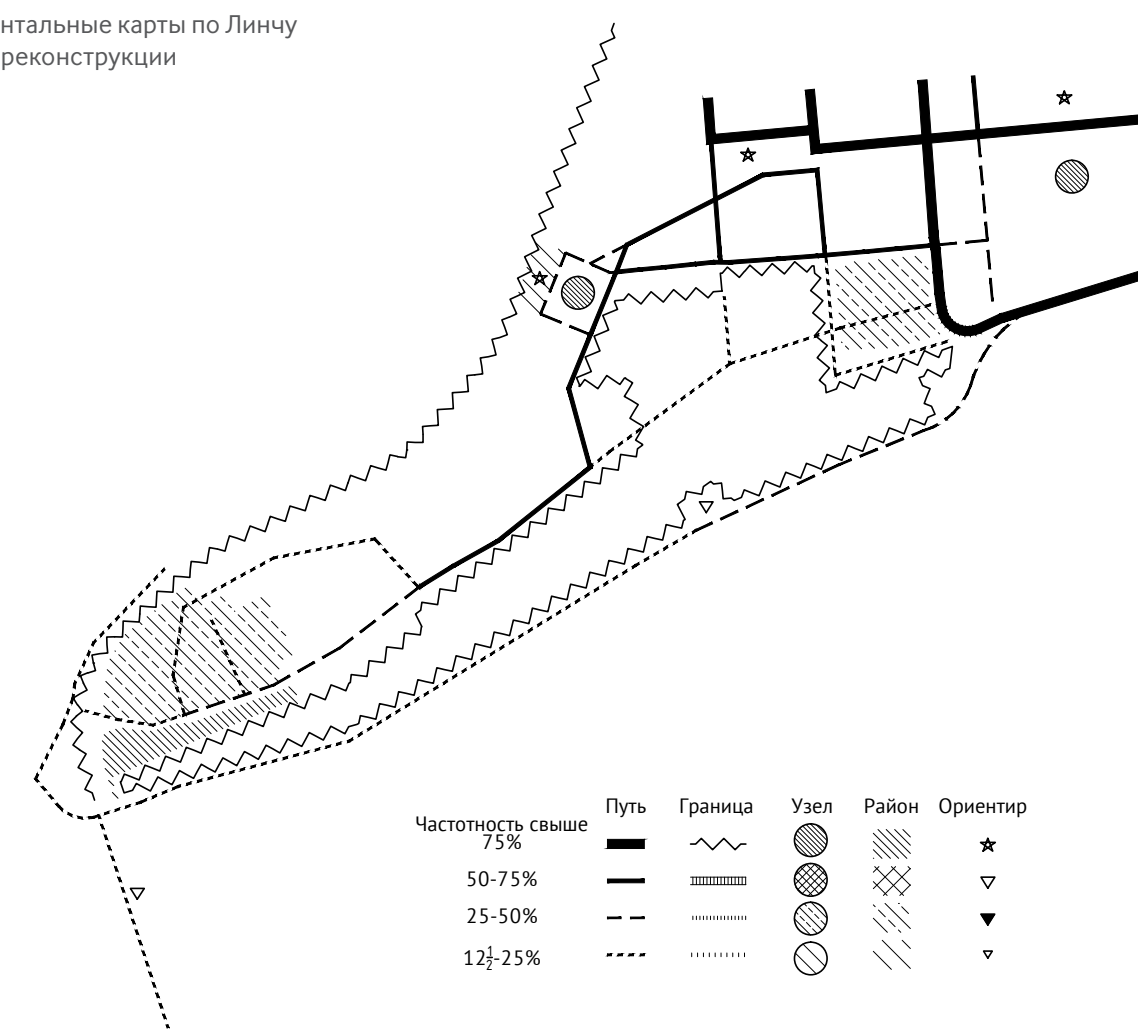 нтальные карты по Линчу
реконструкции
Путь Граница Узел Район Ориентир
Частотность свыше
75%
50-75%
25-50%
12½-25%